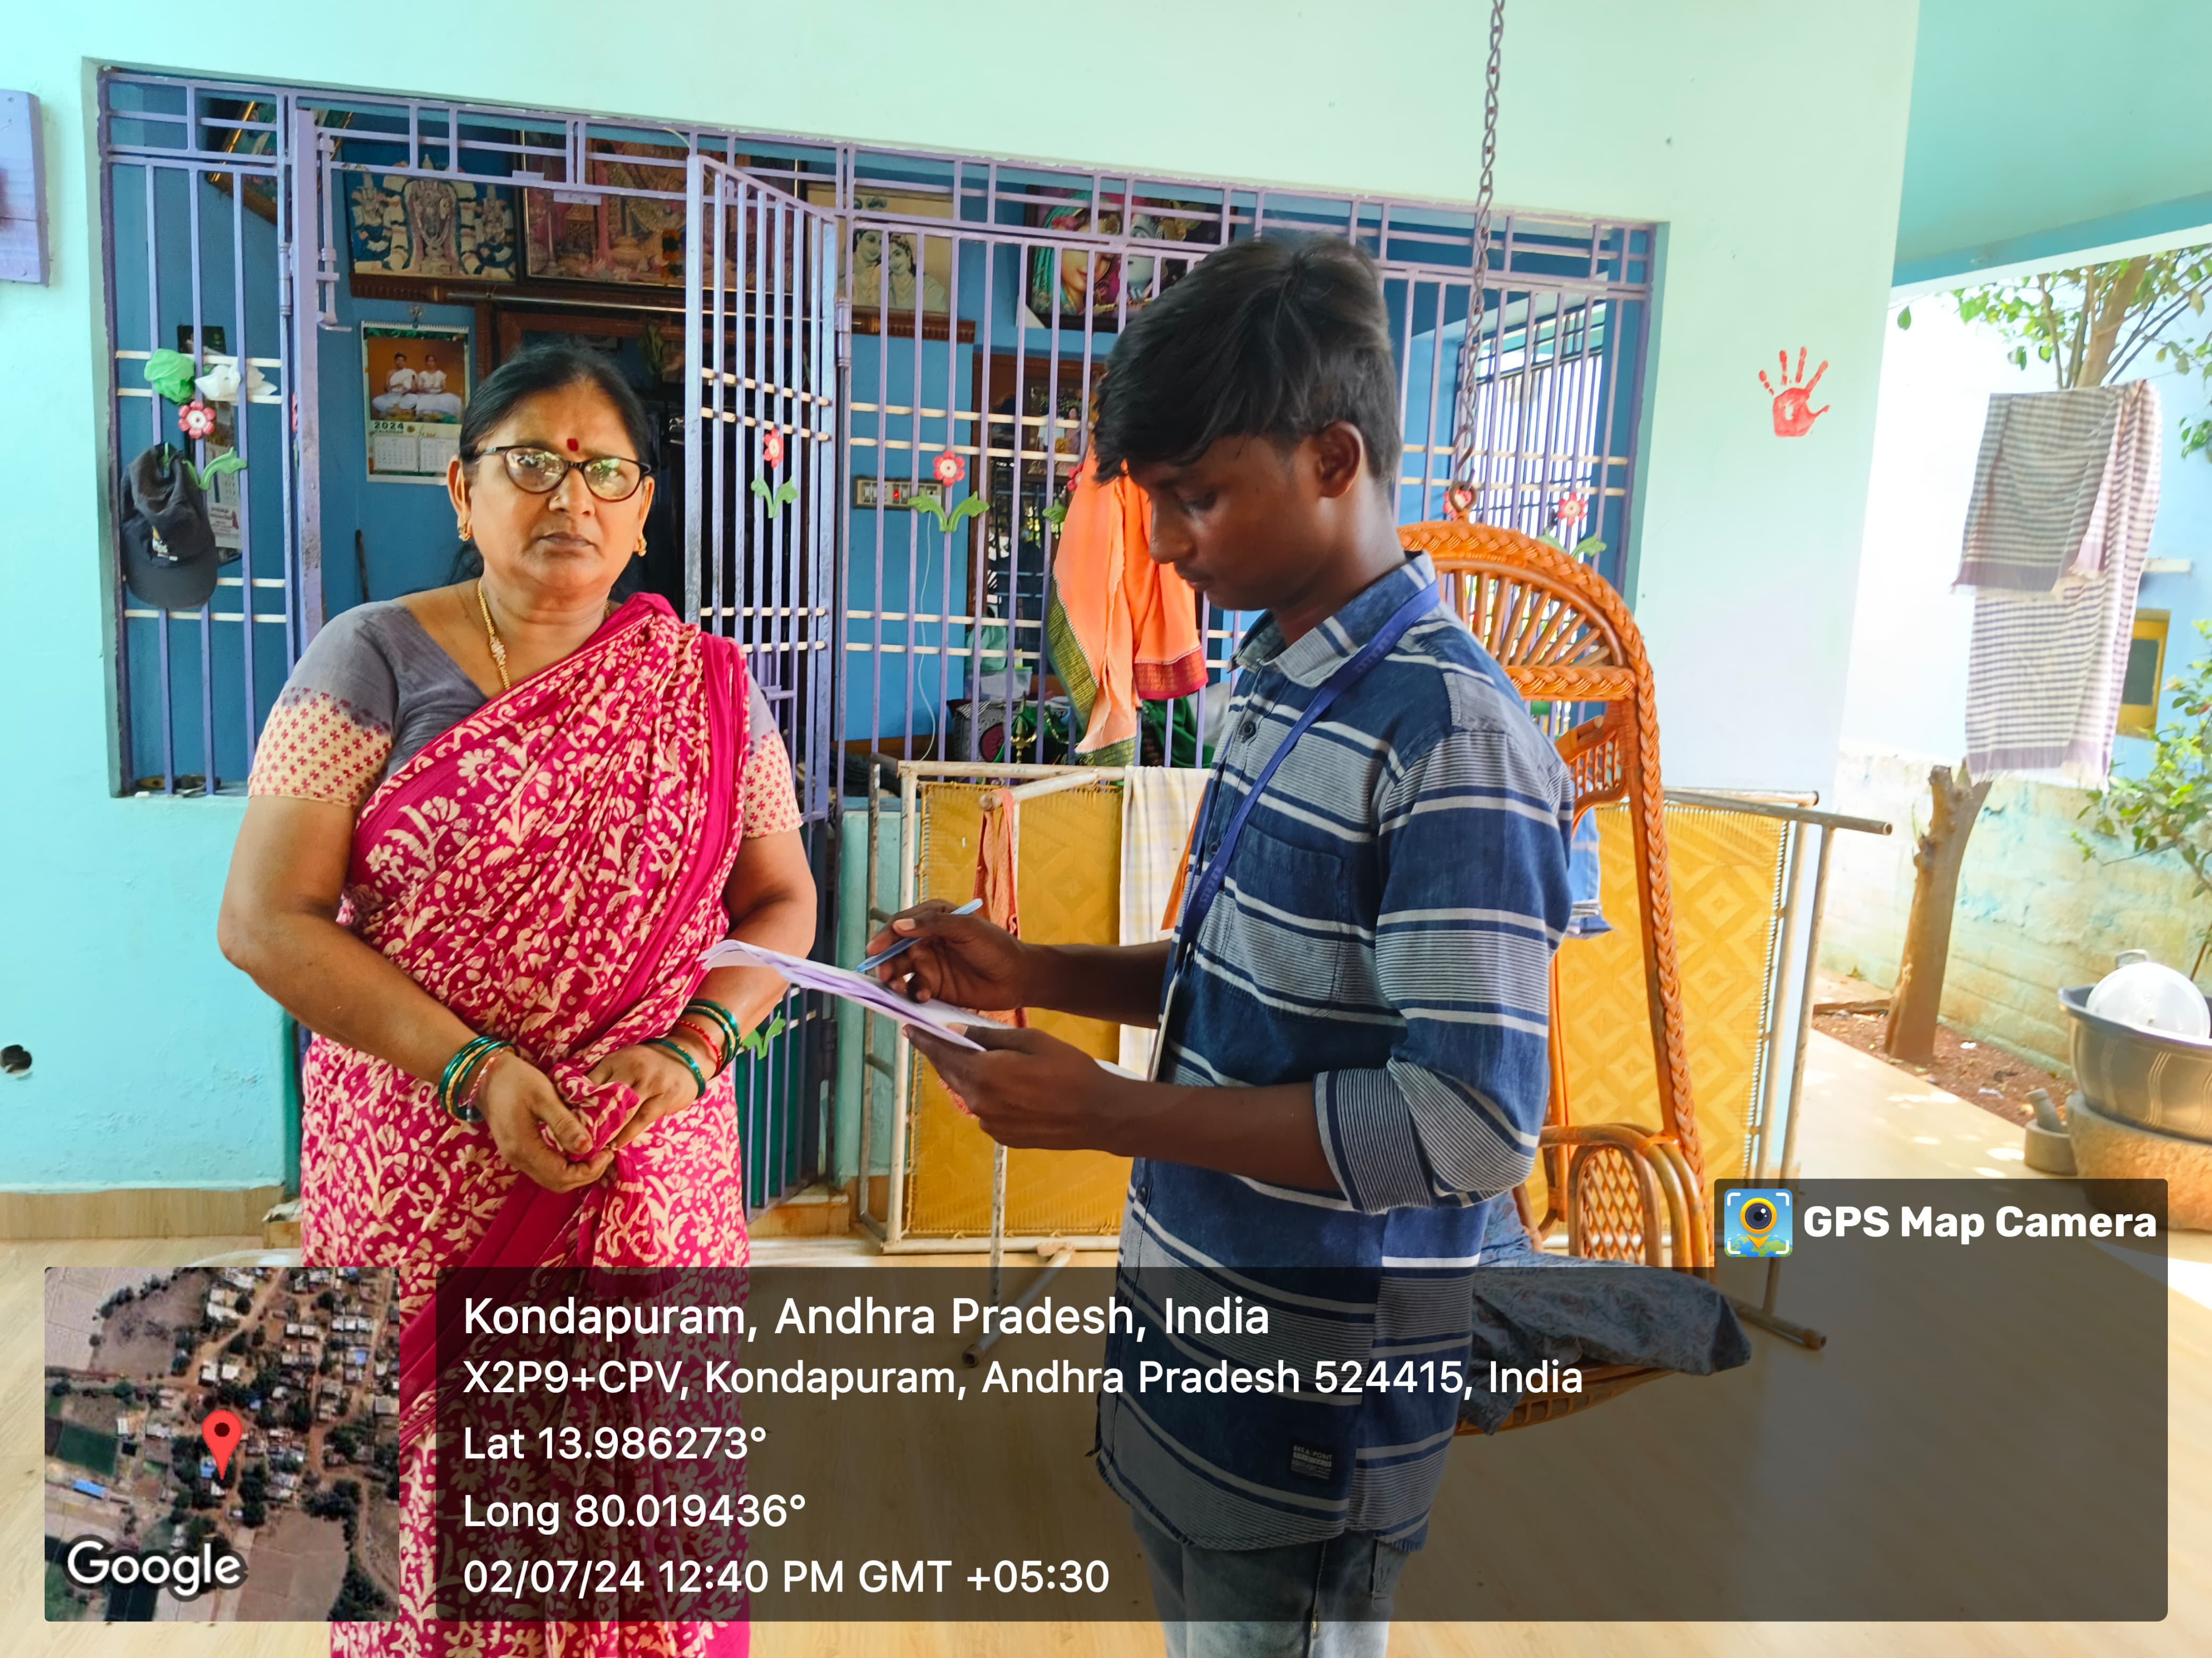 2024
GPS Map Camera
Kondapuram, Andhra Pradesh, India
X2P9+CPV, Kondapuram, Andhra Pradesh 524415, India
Lat 13.986273°
Long 80.019436°
02/07/24 12:40 PM GMT +05:30
Google